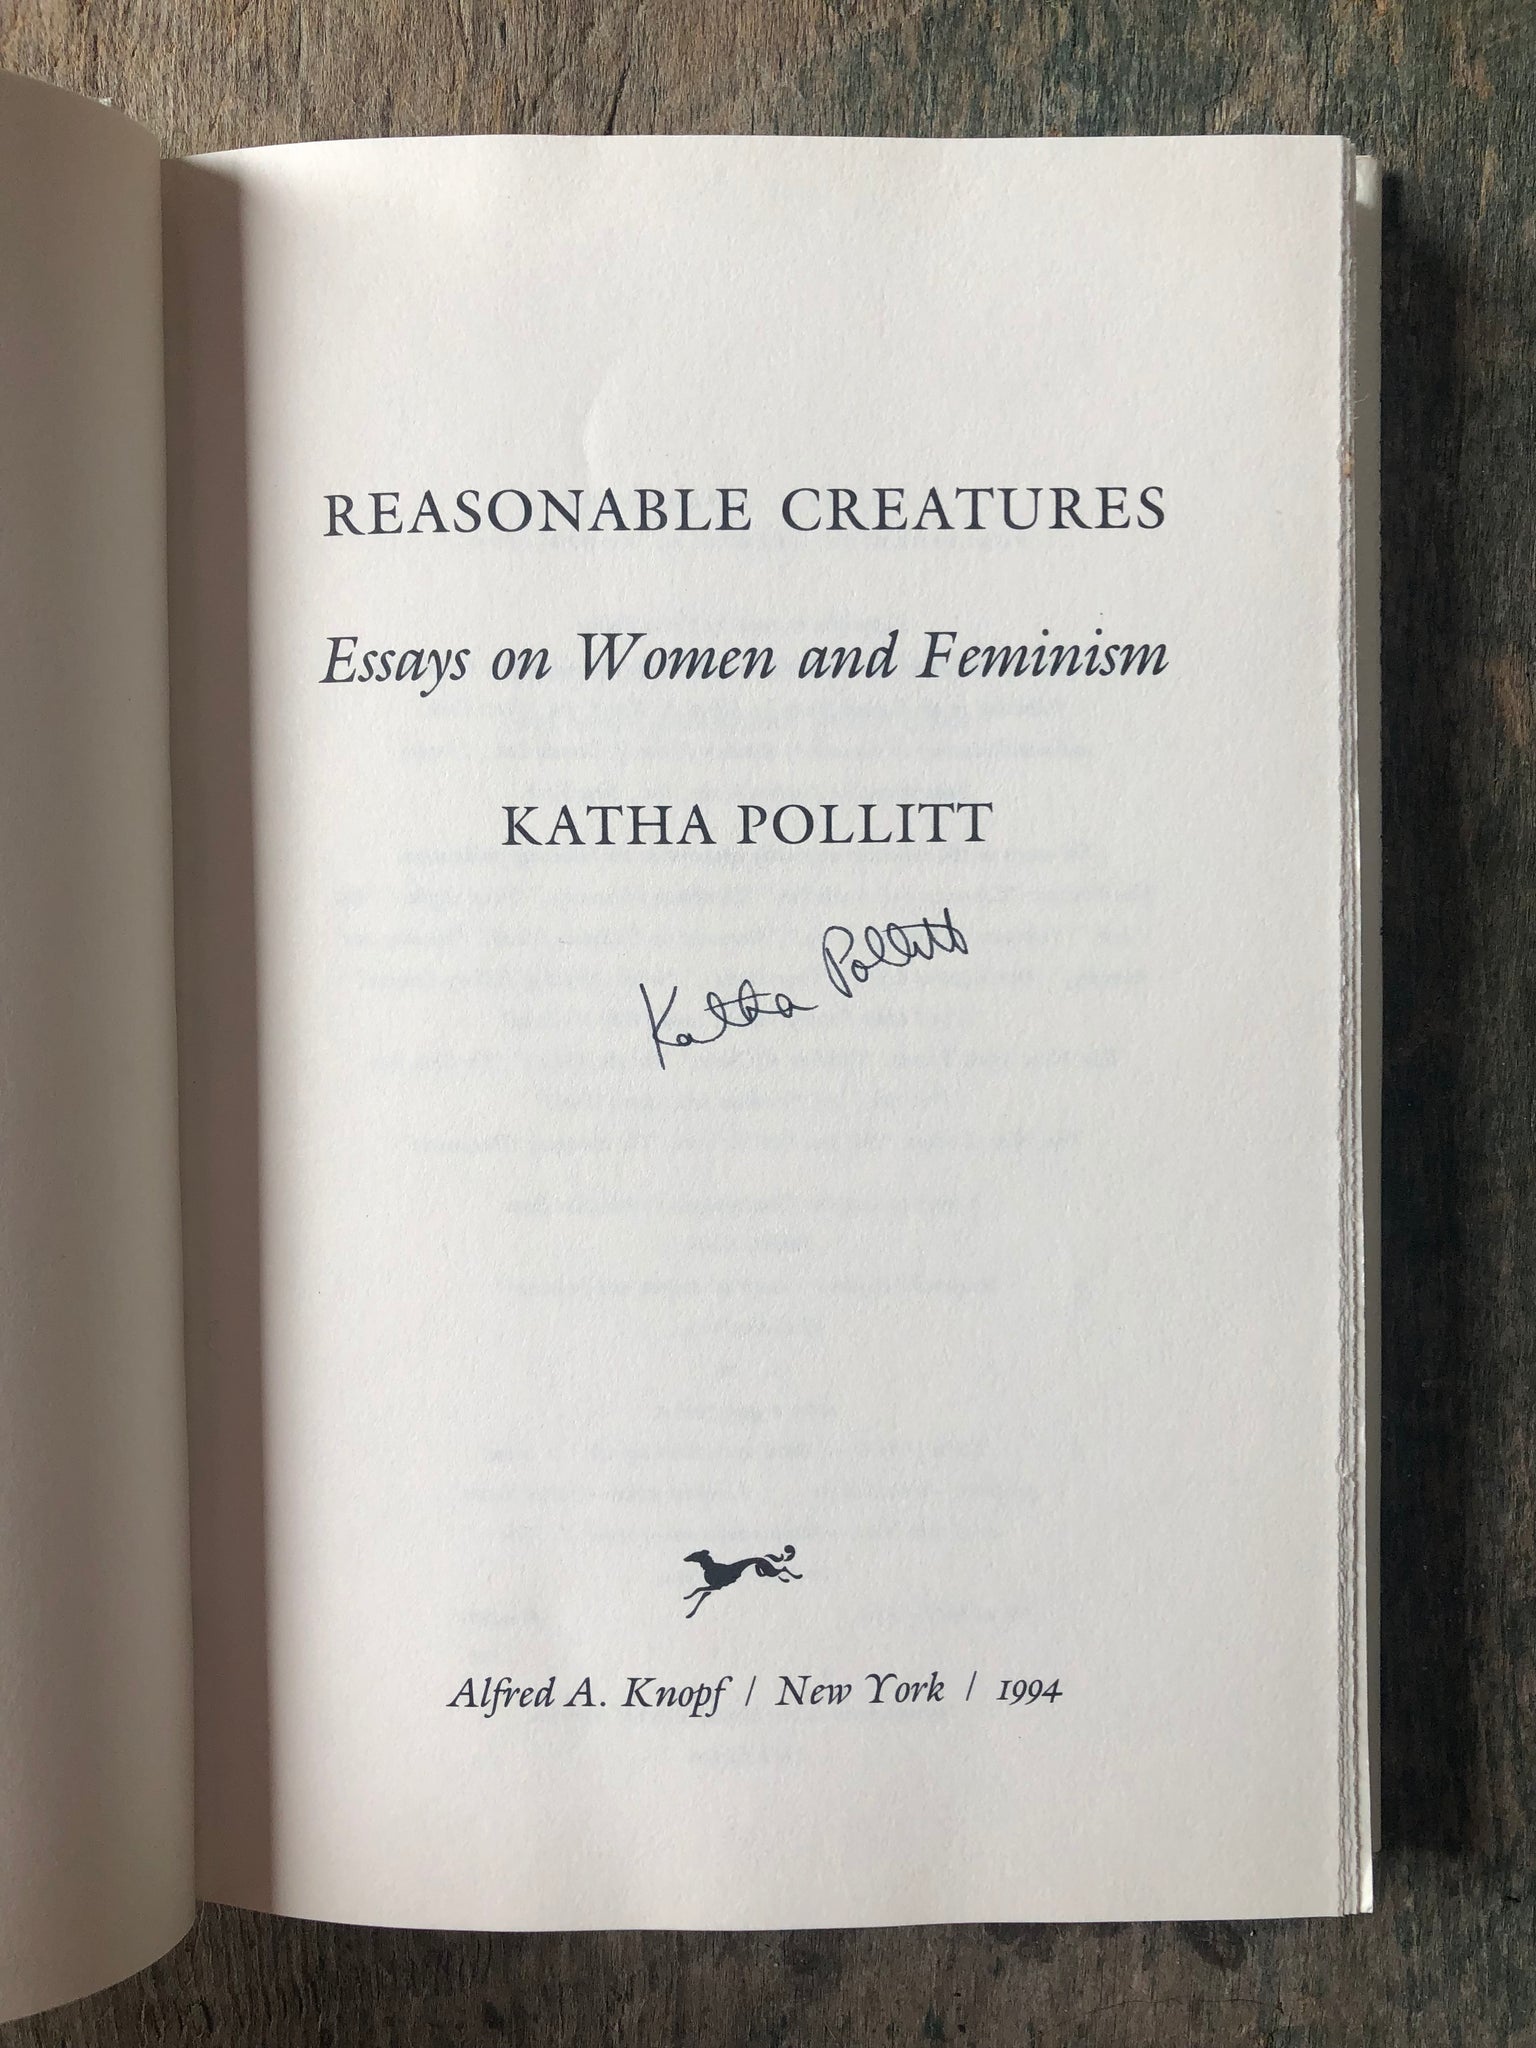 REASONABLE CREATURES
Essays on Women and Feminism
KATHA POLLITT
Katha Pollitt
Alfred A. Knopf / New York / 1994